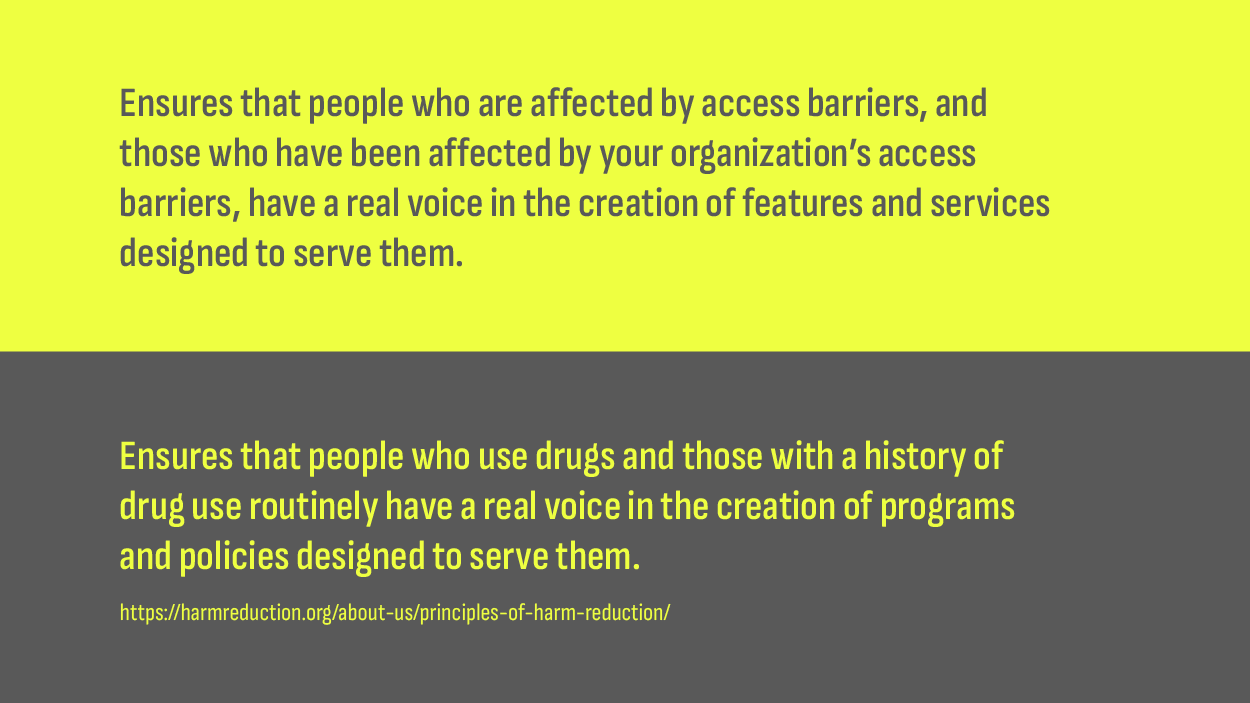 Ensures that people who are affected by access barriers, and
those who have been affected by your organization’s access
barriers, have a real voice in the creation of features and services
designed to serve them.
Ensures that people who use drugs and those with a history of
drug use routinely have a real voice in the creation of programs
and policies designed to serve them.
https://harmreduction.org/about-us/principles-of-harm-reduction/